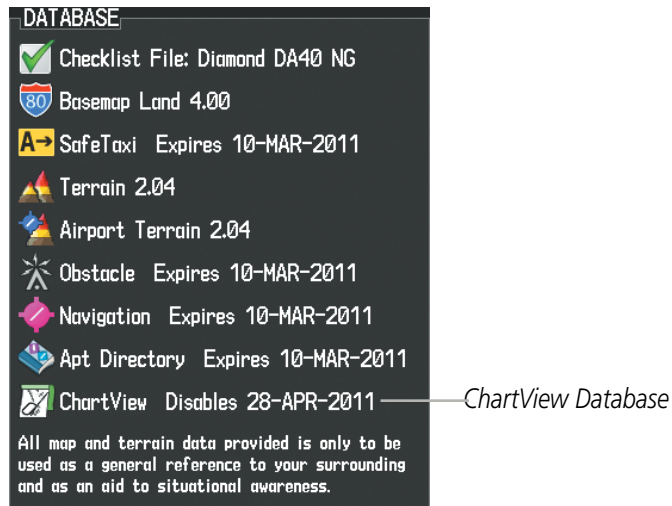 DATABASE
Checklist File: Diamond DA40 NG
80 Basemap Land 4.00
A→ SafeTaxi Expires 10-MAR-2011
Terrain 2.04
Airport Terrain 2.04
Obstacle Expires 10-MAR-2011
Navigation Expires 10-MAR-2011
Apt Directory Expires 10-MAR-2011
ChartView Disables 28-APR-2011
ChartView Database
All map and terrain data provided is only to be
used as a general reference to your surrounding
and as an aid to situational awareness.